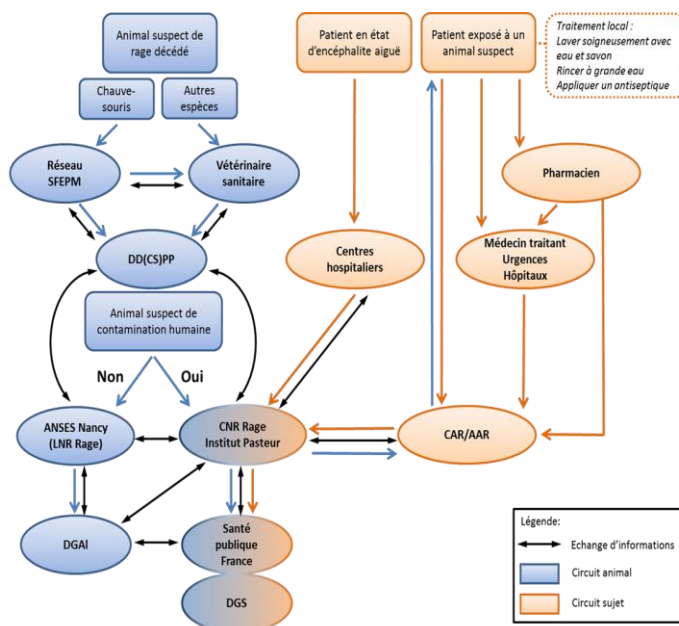 Animal suspect de
rage décédé
Patient en état
d'encéphalite aiguë
Patient exposé à un
animal suspect
Traitement local :
Laver soigneusement avec
eau et savon
Rincer à grande eau
Appliquer un antiseptique
Chauve-
souris
Autres
espèces
Réseau
SFEPM
Vétérinaire
sanitaire
Pharmacien
DD(CS)PP
Centres
hospitaliers
Médecin traitant
Urgences
Hôpitaux
Animal suspect de
contamination humaine
Non
Oui
ANSES Nancy
(LNR Rage)
CNR Rage
Institut Pasteur
CAR/AAR
DGAl
Santé
publique
France
DGS
Légende:
Echange d'informations
Circuit animal
Circuit sujet